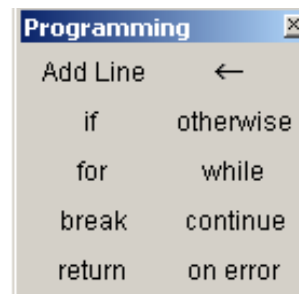 Programming
Add Line ←
if otherwise
for while
break continue
return on error